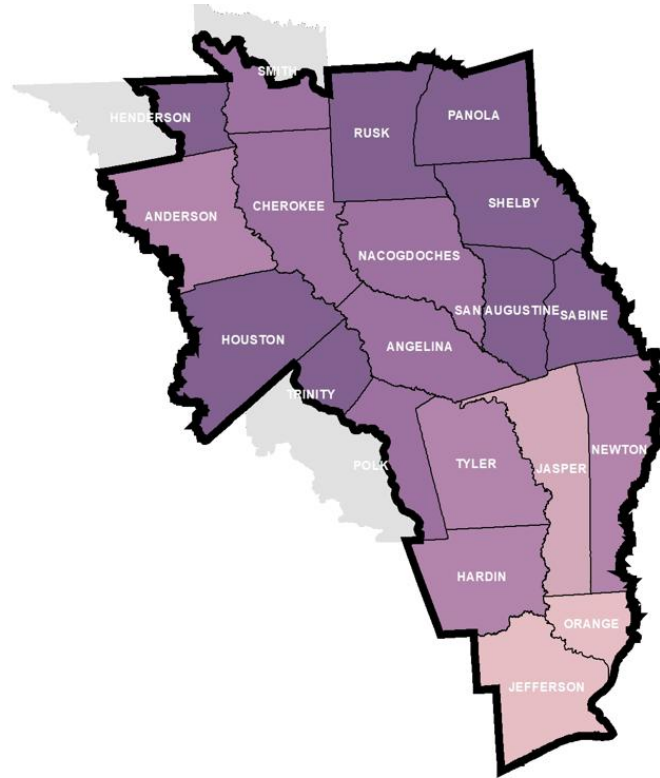 SMITH
HENDERSON
RUSK
PANOLA
CHEROKEE
SHELBY
ANDERSON
NACOGDOCHES
SAN AUGUSTINE
SABINE
HOUSTON
ANGELINA
TRINITY
POLK
TYLER
JASPER
NEWTON
HARDIN
ORANGE
JEFFERSON